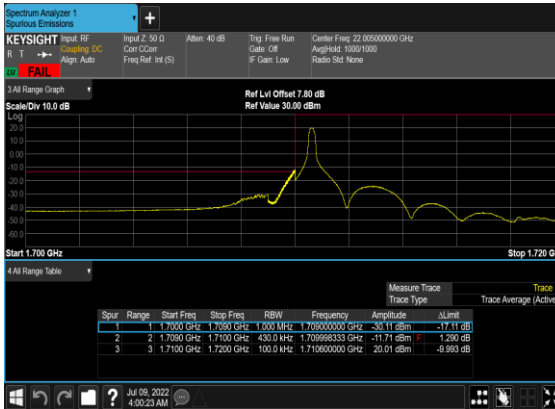 Spectrum Analyzer 1
Spurious Emissions
KEYSIGHT Input: RF Input Z: 50 Ω Atten: 40 dB Trig: Free Run Center Freq: 22.005000000 GHz
R T Coupling: DC Corr CCorr Gate: Off Avg|Hold: 1000/1000
Align: Auto Freq Ref: Int (S) IF Gain: Low Radio Std: None
LXI FAIL
3 All Range Graph Ref Lvl Offset 7.80 dB
Scale/Div 10.0 dB Ref Value 30.00 dBm
Log
20.0
10.0
0.00
-10.0
-20.0
-30.0
-40.0
-50.0
-60.0
Start 1.700 GHz Stop 1.720 G
4 All Range Table
Measure Trace Trace
Trace Type Trace Average (Active
Spur Range Start Freq Stop Freq RBW Frequency Amplitude ΔLimit
1 1 1.7000 GHz 1.7090 GHz 1.000 MHz 1.709000000 GHz -30.11 dBm -17.11 dB
2 2 1.7090 GHz 1.7100 GHz 430.0 kHz 1.709998333 GHz -11.71 dBm F 1.290 dB
3 3 1.7100 GHz 1.7200 GHz 100.0 kHz 1.710600000 GHz 20.01 dBm -9.993 dB
? Jul 09, 2022
4:00:23 AM